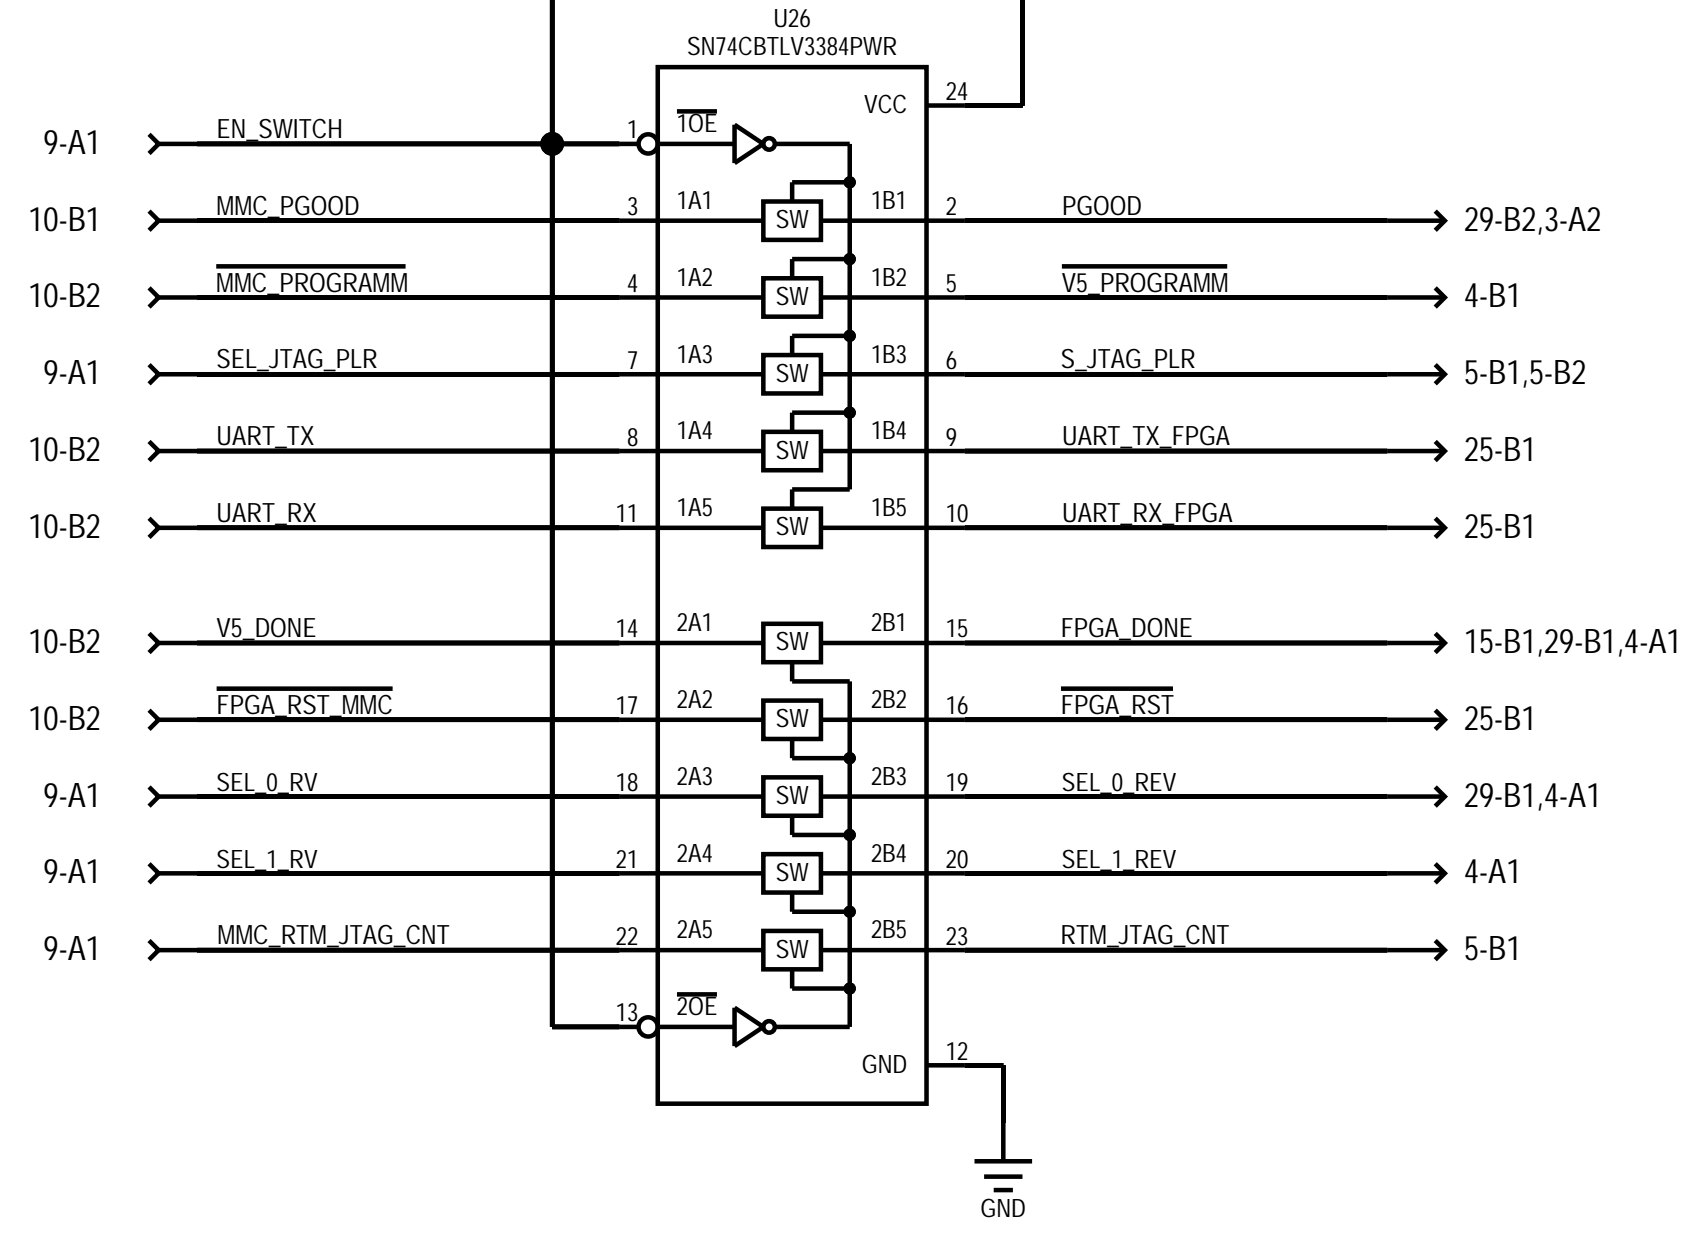 U26
SN74CBTLV3384PWR
VCC 24
9-A1 EN_SWITCH 1 1OE
10-B1 MMC_PGOOD 3 1A1 SW 1B1 2 PGOOD 29-B2,3-A2
10-B2 MMC_PROGRAMM 4 1A2 SW 1B2 5 V5_PROGRAMM 4-B1
9-A1 SEL_JTAG_PLR 7 1A3 SW 1B3 6 S_JTAG_PLR 5-B1,5-B2
10-B2 UART_TX 8 1A4 SW 1B4 9 UART_TX_FPGA 25-B1
10-B2 UART_RX 11 1A5 SW 1B5 10 UART_RX_FPGA 25-B1
10-B2 V5_DONE 14 2A1 SW 2B1 15 FPGA_DONE 15-B1,29-B1,4-A1
10-B2 FPGA_RST_MMC 17 2A2 SW 2B2 16 FPGA_RST 25-B1
9-A1 SEL_0_RV 18 2A3 SW 2B3 19 SEL_0_REV 29-B1,4-A1
9-A1 SEL_1_RV 21 2A4 SW 2B4 20 SEL_1_REV 4-A1
9-A1 MMC_RTM_JTAG_CNT 22 2A5 SW 2B5 23 RTM_JTAG_CNT 5-B1
13 2OE
GND 12
GND